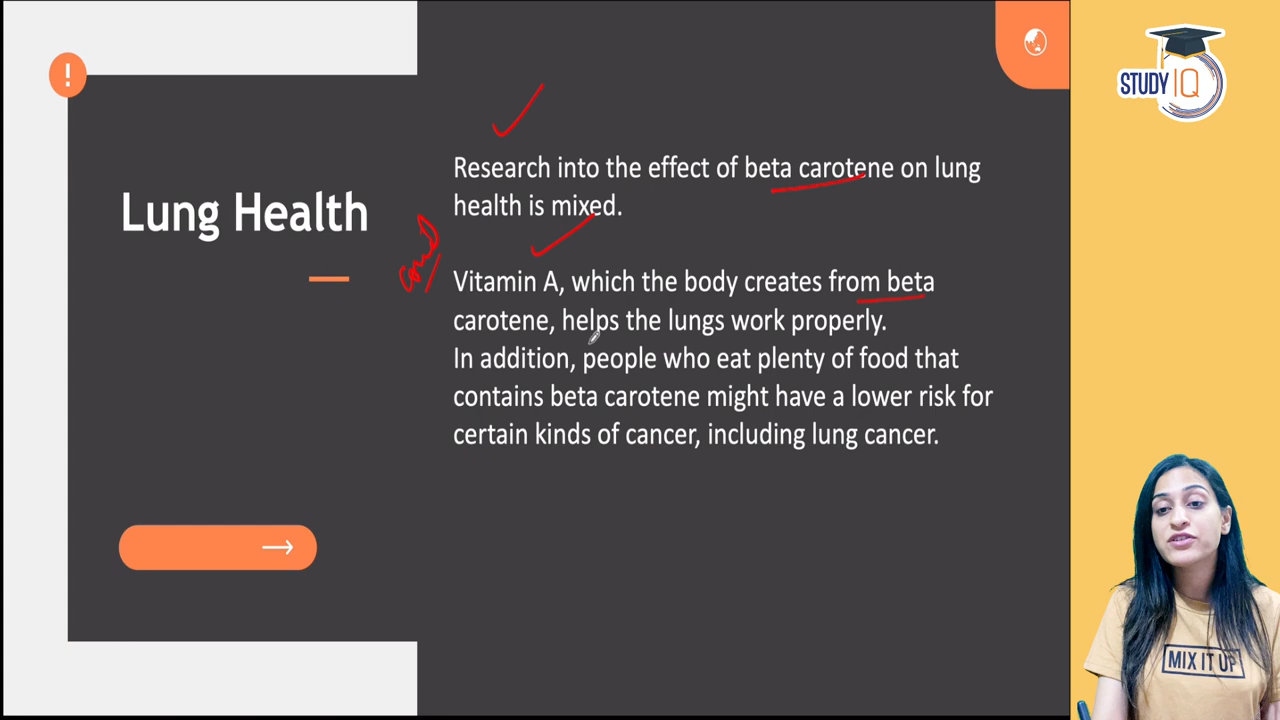 !
STUDY IQ
Lung Health
Research into the effect of beta carotene on lung
health is mixed.
Vitamin A, which the body creates from beta
carotene, helps the lungs work properly.
In addition, people who eat plenty of food that
contains beta carotene might have a lower risk for
certain kinds of cancer, including lung cancer.
MIX IT UP